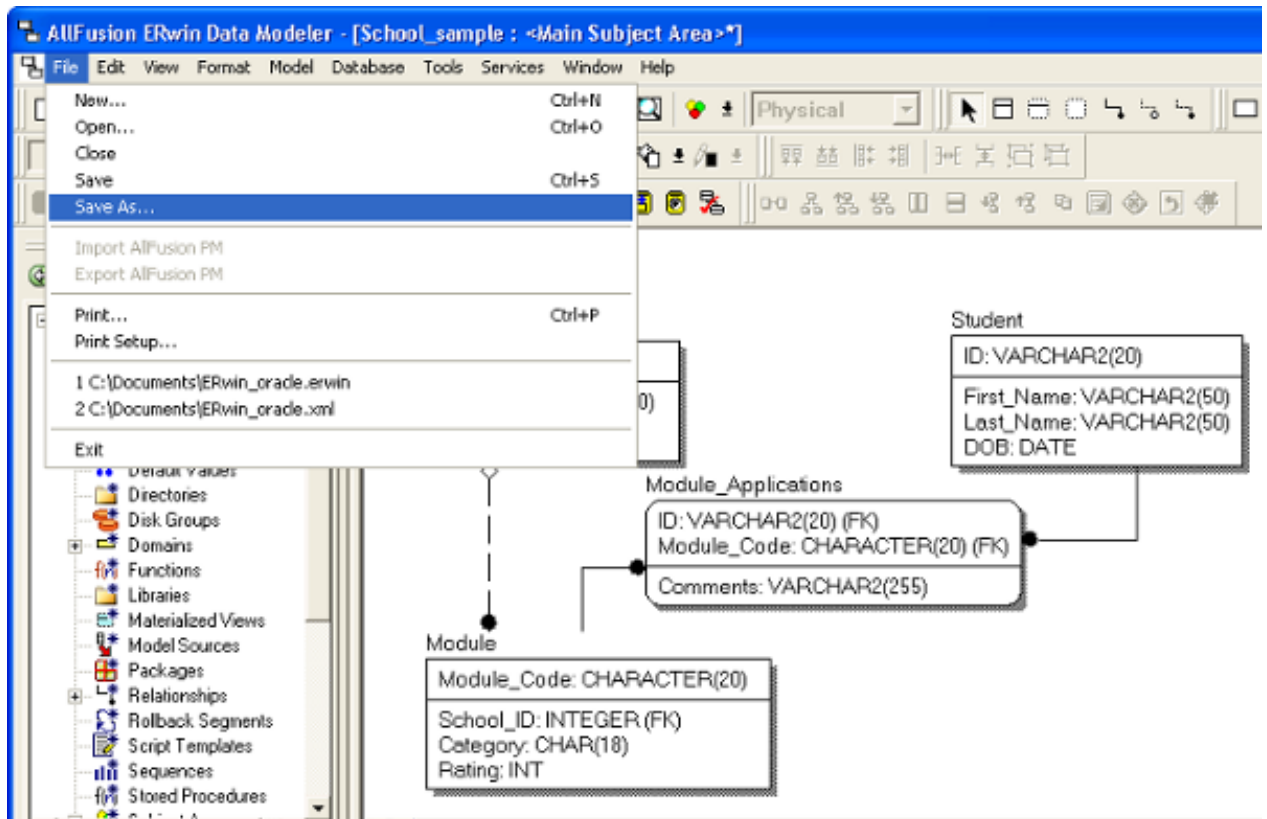 AllFusion ERwin Data Modeler - [School_sample : <Main Subject Area>*]
File Edit View Format Model Database Tools Services Window Help
New... Ctrl+N
Open... Ctrl+O
Close
Save Ctrl+S
Save As...
Import AllFusion PM
Export AllFusion PM
Print... Ctrl+P
Print Setup...
1 C:\Documents\ERwin_oracle.erwin
2 C:\Documents\ERwin_oracle.xml
Exit
Physical
Default Values
Directories
Disk Groups
Domains
Functions
Libraries
Materialized Views
Model Sources
Packages
Relationships
Rollback Segments
Script Templates
Sequences
Stored Procedures
0)
Student
ID: VARCHAR2(20)
First_Name: VARCHAR2(50)
Last_Name: VARCHAR2(50)
DOB: DATE
Module_Applications
ID: VARCHAR2(20) (FK)
Module_Code: CHARACTER(20) (FK)
Comments: VARCHAR2(255)
Module
Module_Code: CHARACTER(20)
School_ID: INTEGER (FK)
Category: CHAR(18)
Rating: INT